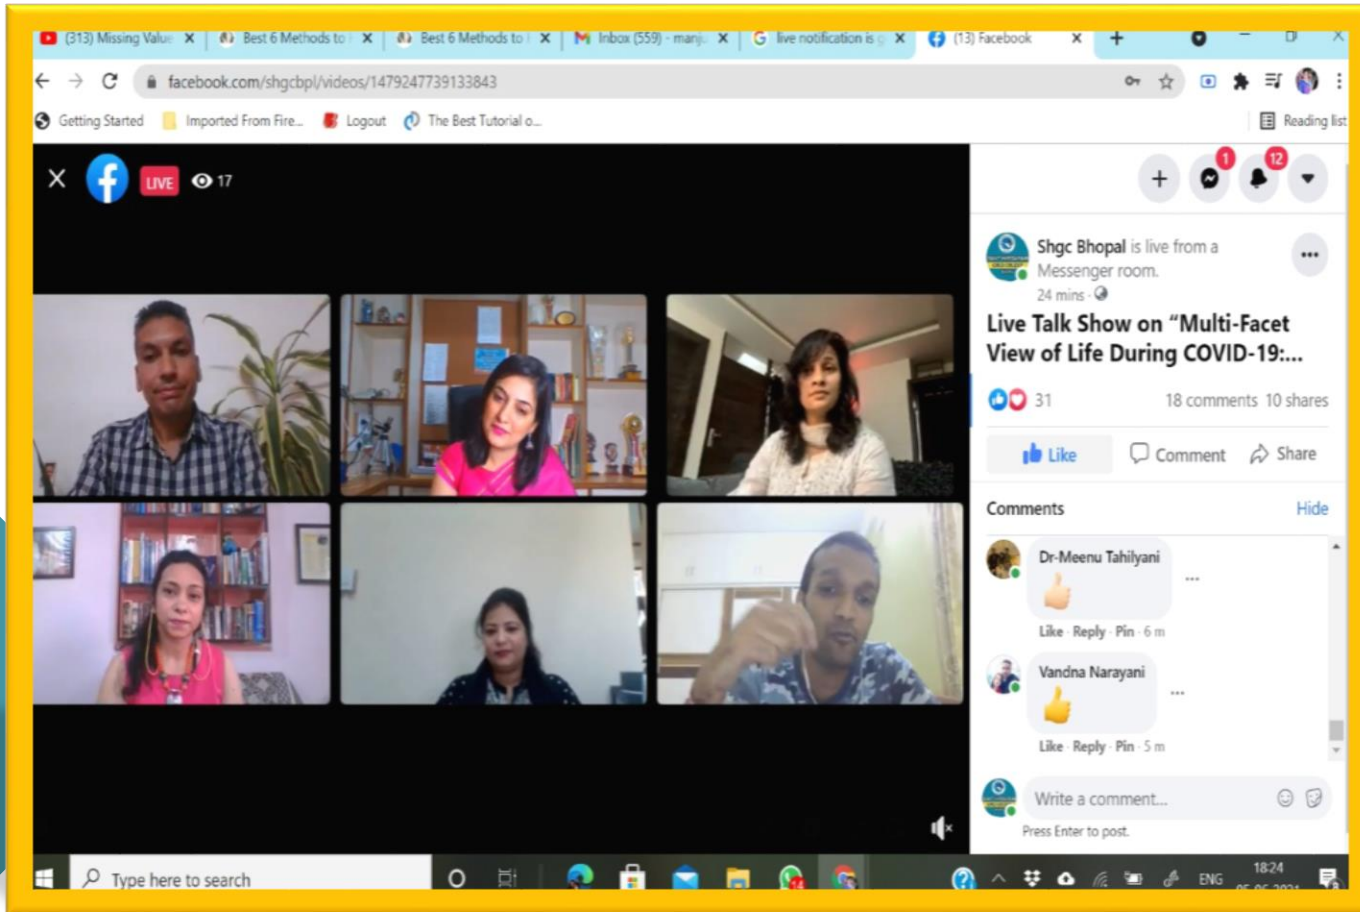 (313) Missing Value
Best 6 Methods to
Best 6 Methods to
Inbox (559) - manju
live notification is g
(13) Facebook
facebook.com/shgcbpl/videos/1479247739133843
Getting Started
Imported From Fire...
Logout
The Best Tutorial o...
Reading list
LIVE
17
1
12
Shgc Bhopal is live from a
Messenger room.
24 mins ·
Live Talk Show on “Multi-Facet
View of Life During COVID-19:...
31
18 comments 10 shares
Like
Comment
Share
Comments
Hide
Dr-Meenu Tahilyani
Like · Reply · Pin · 6 m
Vandna Narayani
Like · Reply · Pin · 5 m
Write a comment...
Press Enter to post.
Type here to search
14
ENG
18:24